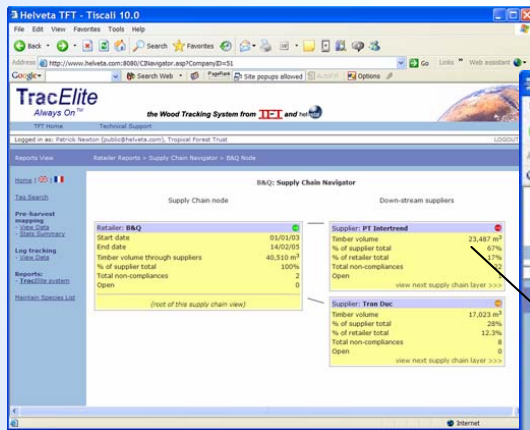 Helveta TFT - Tiscali 10.0
File Edit View Favorites Tools Help
Back Search Favorites
Address http://www.helveta.com:8080/CINavigator.asp?CompanyID=51 Go Links Web assistant
Google Search Web PageRank Site popups allowed AutoFill Options
TracElite
Always On™
the Wood Tracking System from TFT and
TFT Home Technical Support
Logged in as: Patrick Newton (public@helveta.com), Tropical Forest Trust LOGOUT
Reports View Retailer Reports > Supply Chain Navigator > B&Q Node
Home
Tag Search
Pre-harvest mapping
- View Data
- Stats Summary
Log tracking
- View Data
Reports:
- TracElite system
Maintain Species List
B&Q: Supply Chain Navigator
Supply Chain node Down-stream suppliers
Retailer: B&Q
Start date 01/01/03
End date 14/02/05
Timber volume through suppliers 40,510 m³
% of supplier total 100%
Total non-compliances 2
Open 0
(root of this supply chain view)
Supplier: PT Intertrend
Timber volume 23,487 m³
% of supplier total 67%
% of retailer total 17%
Total non-compliances 22
Open
view next supply chain layer >>>
Supplier: Tran Duc
Timber volume 17,023 m³
% of supplier total 28%
% of retailer total 12.3%
Total non-compliances 8
Open 0
view next supply chain layer >>>
Internet